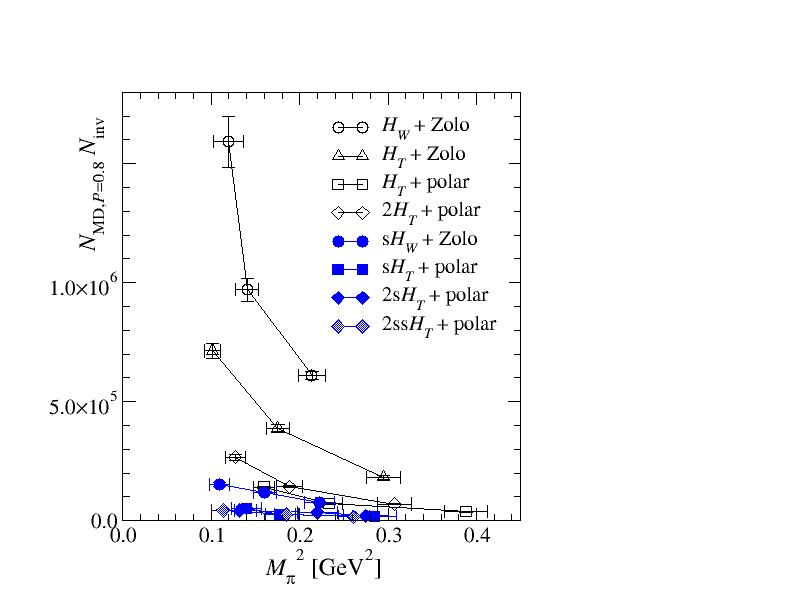 N_MD,P=0.8 N_inv
1.0×10^6
5.0×10^5
0.0
0.0 0.1 0.2 0.3 0.4
M_π^2 [GeV^2]
H_W + Zolo
H_T + Zolo
H_T + polar
2H_T + polar
sH_W + Zolo
sH_T + polar
2sH_T + polar
2ssH_T + polar